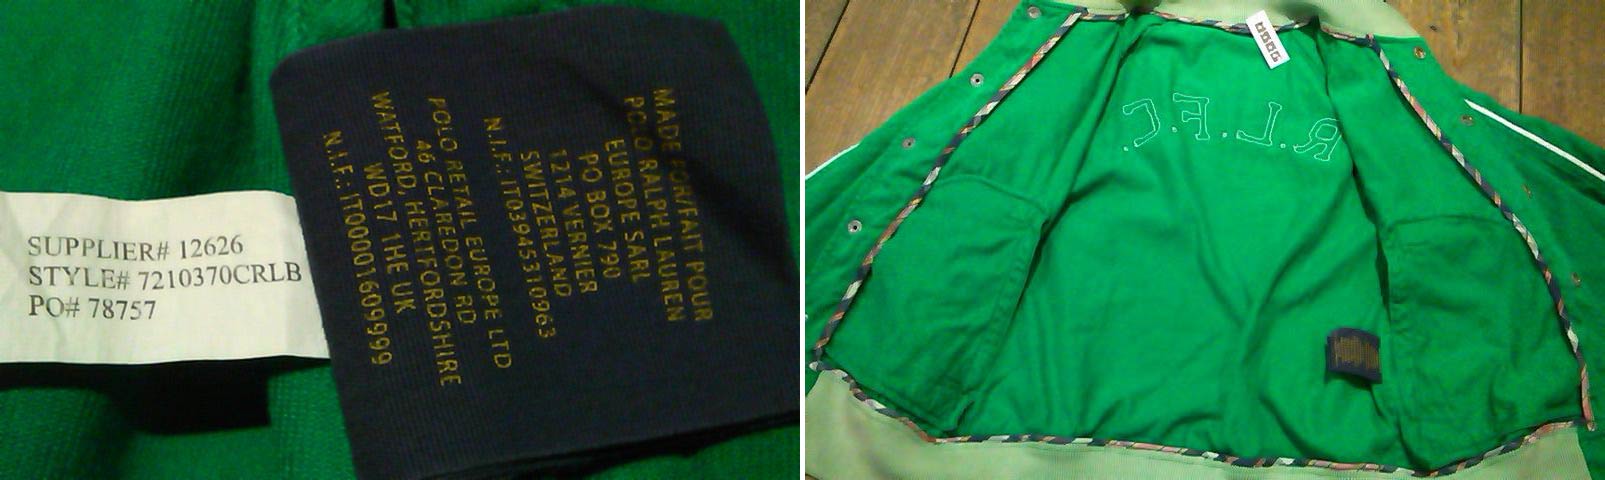 SUPPLIER# 12626
STYLE# 7210370CRLB
PO# 78757
MADE FOR/FAIT POUR
POLO RALPH LAUREN
EUROPE SARL
PO BOX 790
1214 VERNIER
SWITZERLAND
N.I.F.: IT03945310963
POLO RETAIL EUROPE LTD
46 CLAREDON RD
WATFORD, HERTFORDSHIRE
WD17 1HE UK
N.I.F.: IT00001609999
R.L.F.C.